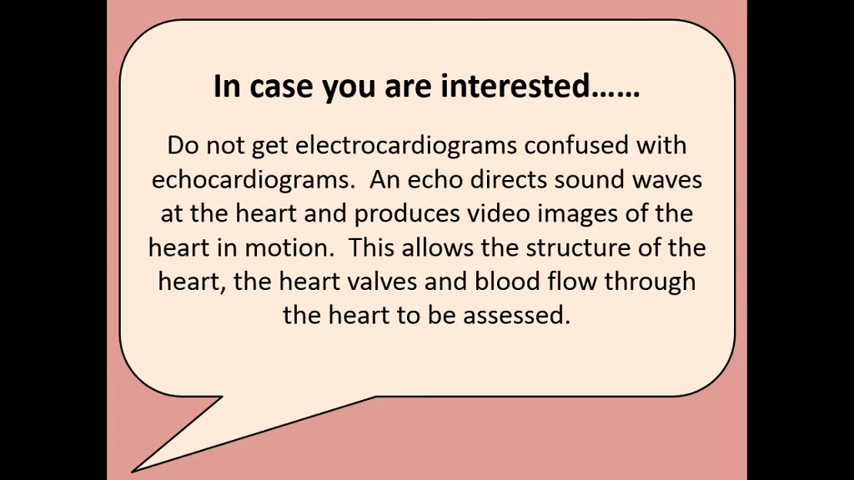 In case you are interested……
Do not get electrocardiograms confused with
echocardiograms.  An echo directs sound waves
at the heart and produces video images of the
heart in motion.  This allows the structure of the
heart, the heart valves and blood flow through
the heart to be assessed.